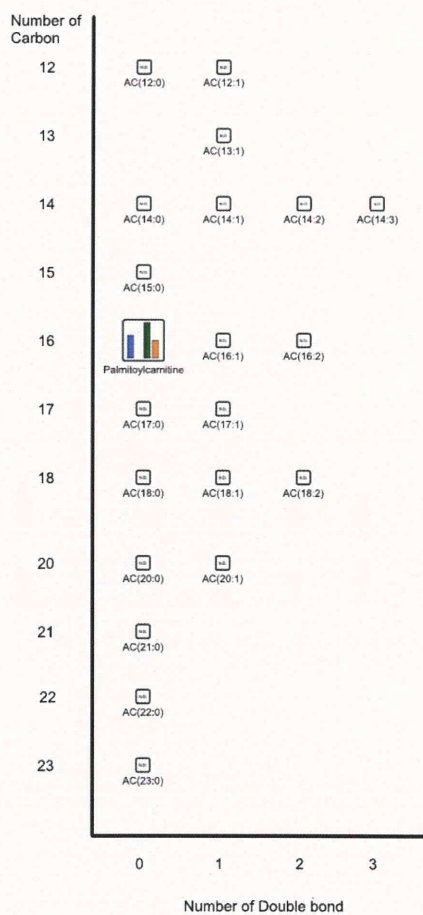 Number of
Carbon
12
N.D. N.D.
AC(12:0) AC(12:1)
13
N.D.
AC(13:1)
14
N.D. N.D. N.D. N.D.
AC(14:0) AC(14:1) AC(14:2) AC(14:3)
15
N.D.
AC(15:0)
16
N.D. N.D.
Palmitoylcarnitine AC(16:1) AC(16:2)
17
N.D. N.D.
AC(17:0) AC(17:1)
18
N.D. N.D. N.D.
AC(18:0) AC(18:1) AC(18:2)
20
N.D. N.D.
AC(20:0) AC(20:1)
21
N.D.
AC(21:0)
22
N.D.
AC(22:0)
23
N.D.
AC(23:0)
0 1 2 3
Number of Double bond